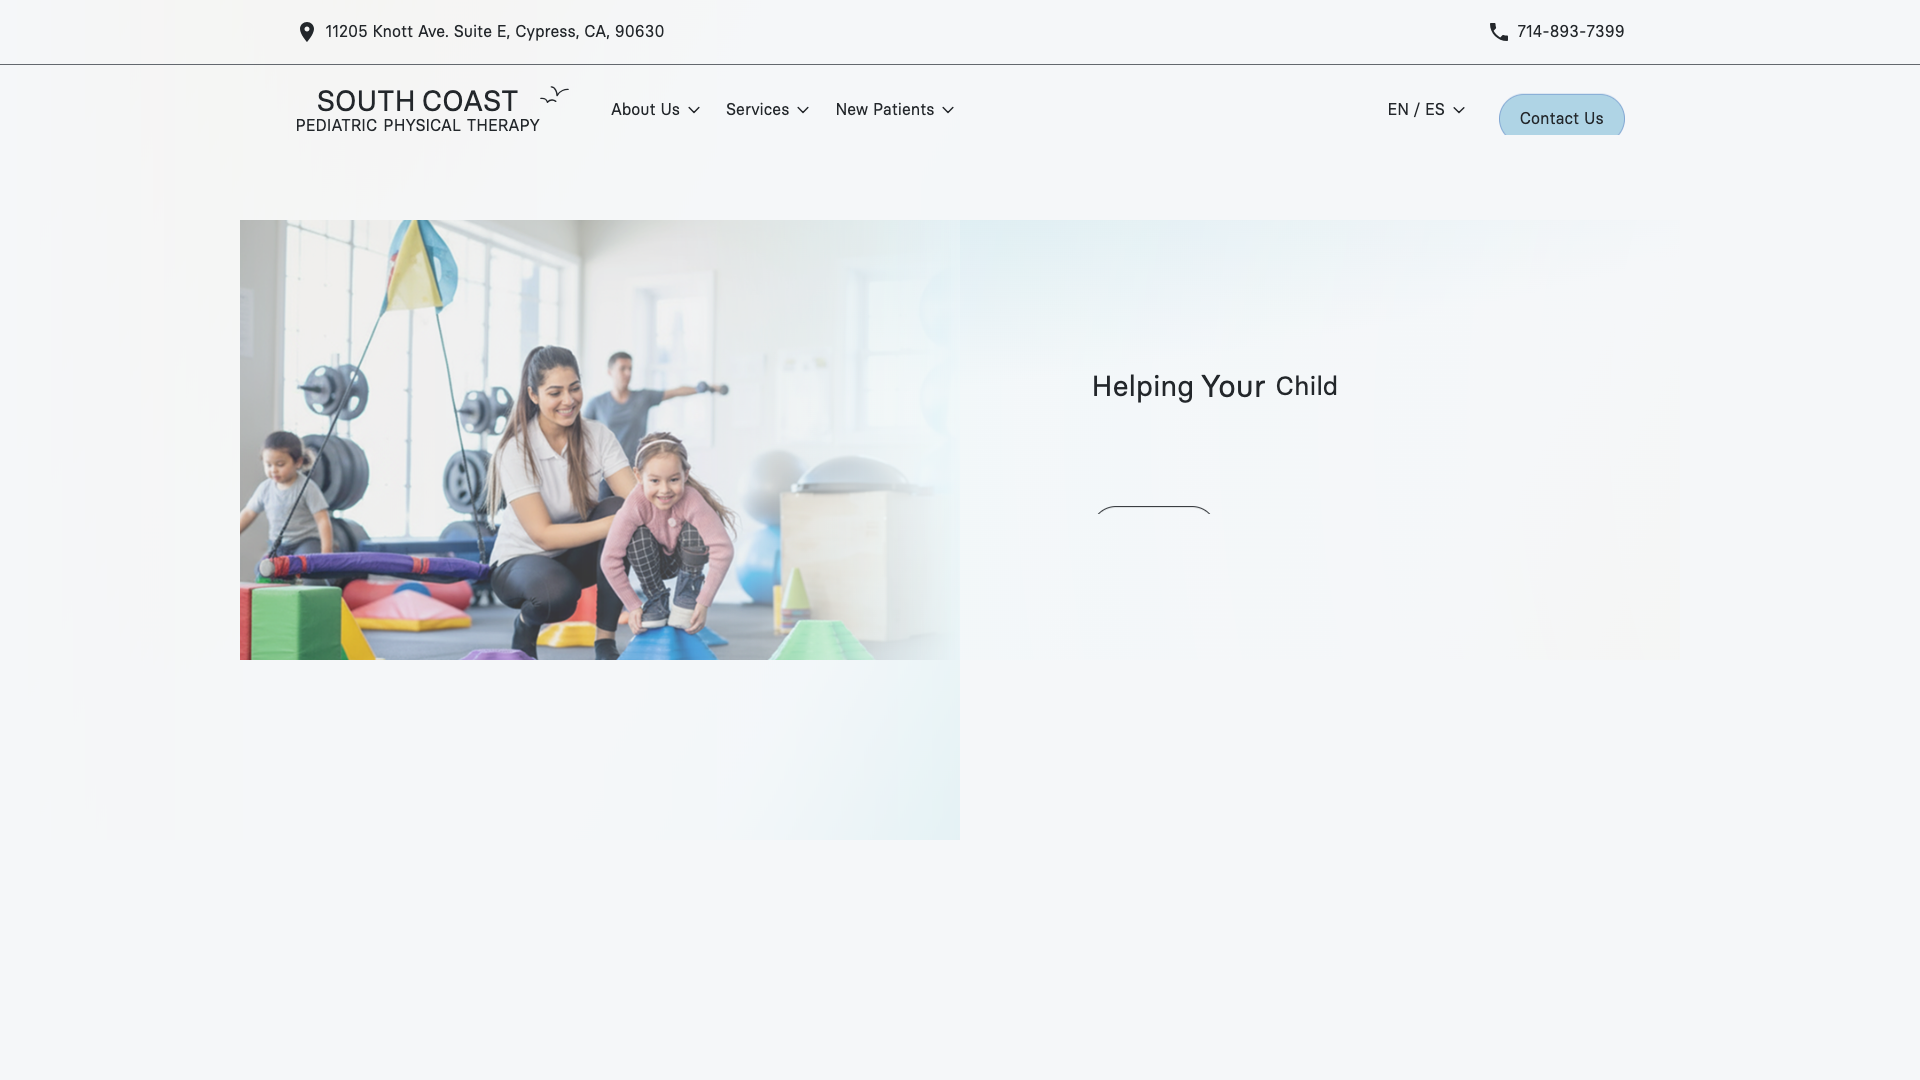 11205 Knott Ave. Suite E, Cypress, CA, 90630
714-893-7399
SOUTH COAST
PEDIATRIC PHYSICAL THERAPY
About Us
Services
New Patients
EN / ES
Contact Us
Helping Your Child